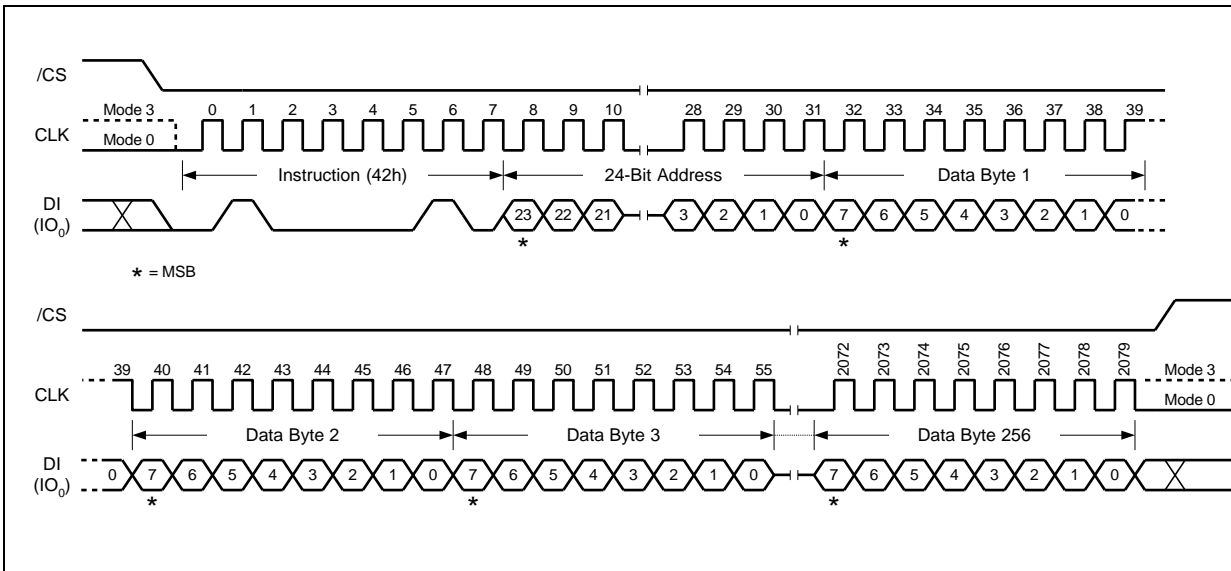 /CS
Mode 3
0 1 2 3 4 5 6 7 8 9 10 28 29 30 31 32 33 34 35 36 37 38 39
CLK
Mode 0
Instruction (42h) 24-Bit Address Data Byte 1
DI
(IO0)
23 22 21 3 2 1 0 7 6 5 4 3 2 1 0
* *
* = MSB
/CS
39 40 41 42 43 44 45 46 47 48 49 50 51 52 53 54 55 2072 2073 2074 2075 2076 2077 2078 2079
Mode 3
CLK
Mode 0
Data Byte 2 Data Byte 3 Data Byte 256
DI
(IO0)
0 7 6 5 4 3 2 1 0 7 6 5 4 3 2 1 0 7 6 5 4 3 2 1 0
* * *